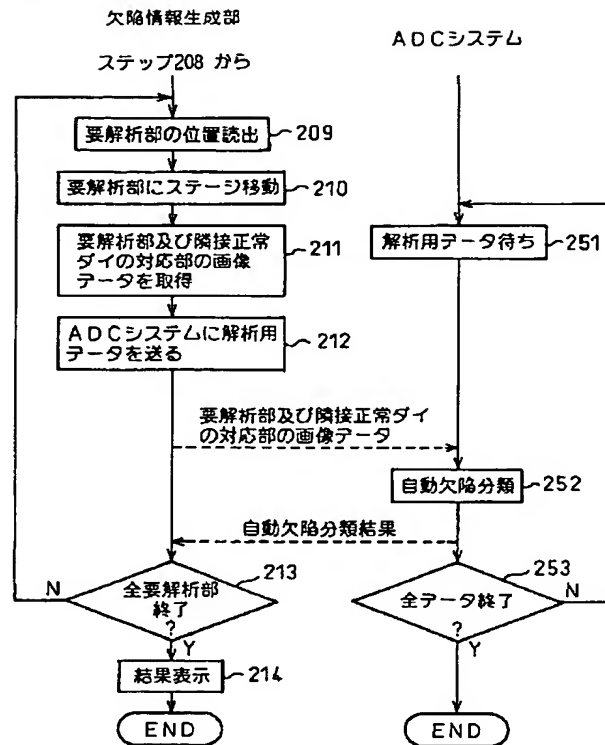 欠陥情報生成部
ステップ208 から
要解析部の位置読出
209
要解析部にステージ移動
210
要解析部及び隣接正常
ダイの対応部の画像
データを取得
211
ADCシステムに解析用
データを送る
212
要解析部及び隣接正常ダイ
の対応部の画像データ
自動欠陥分類結果
全要解析部
終了
?
213
N
Y
結果表示
214
END
ADCシステム
解析用データ待ち
251
自動欠陥分類
252
全データ終了
?
253
N
Y
END